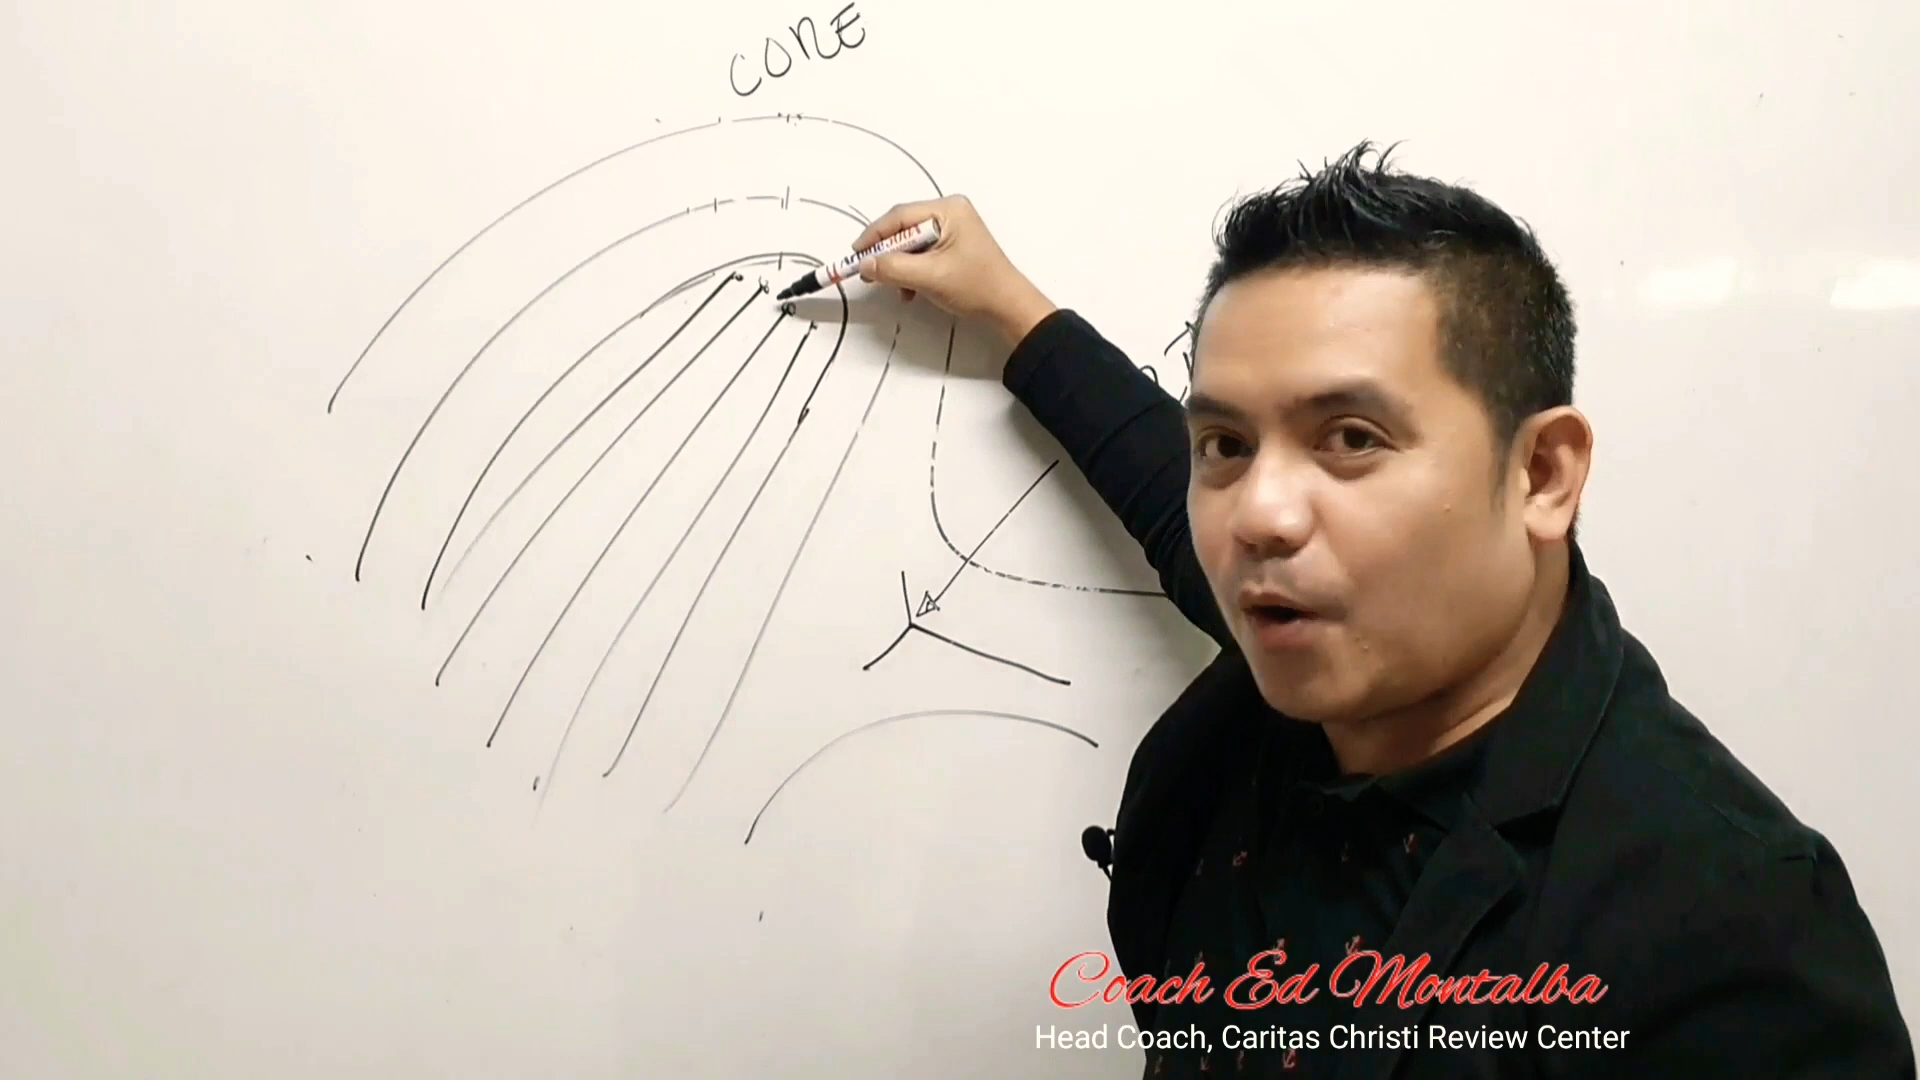 CORE
Coach Ed Montalba
Head Coach, Caritas Christi Review Center